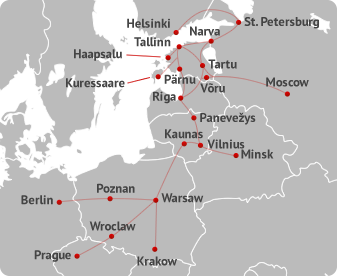 Helsinki
St. Petersburg
Tallinn
Narva
Haapsalu
Tartu
Kuressaare
Pärnu
Moscow
Võru
Riga
Panevežys
Kaunas
Vilnius
Minsk
Poznan
Berlin
Warsaw
Wroclaw
Prague
Krakow